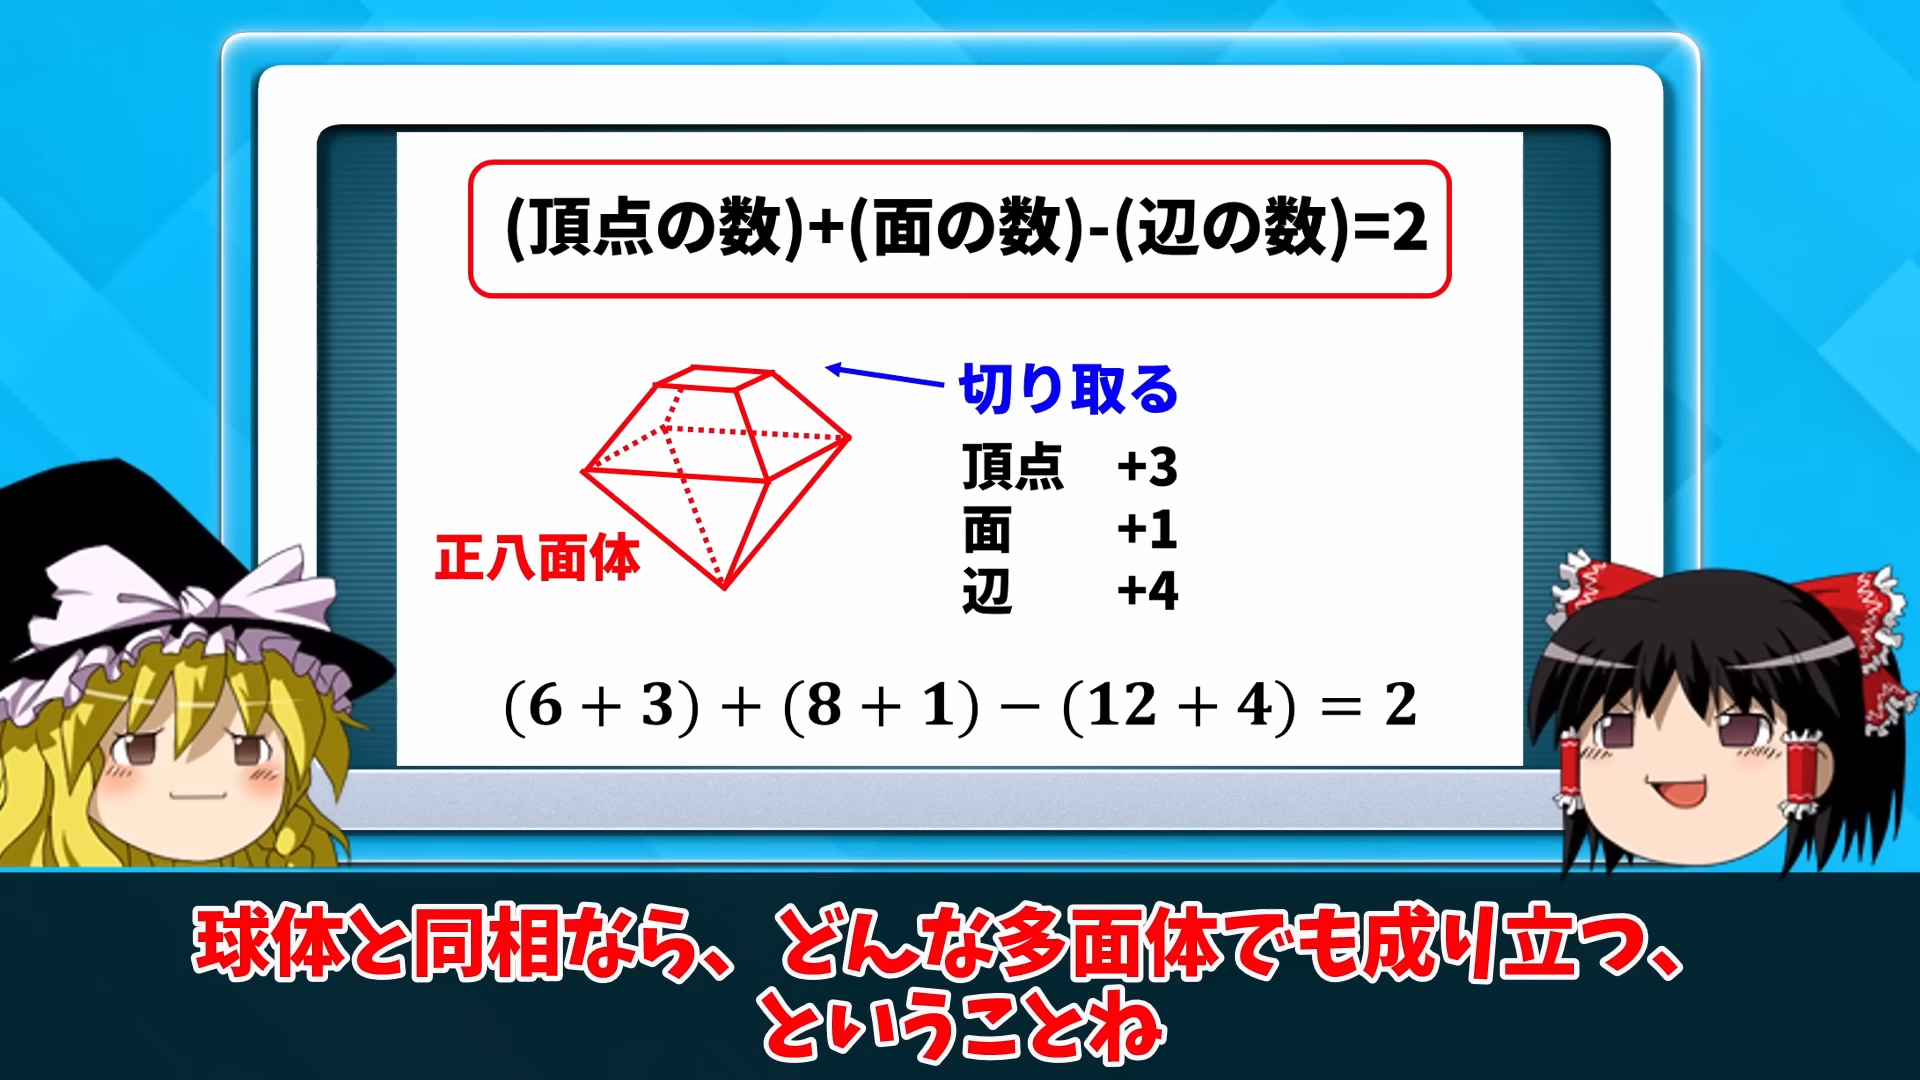 (頂点の数)+(面の数)-(辺の数)=2
切り取る
頂点 +3
面 +1
辺 +4
正八面体
(6 + 3) + (8 + 1) − (12 + 4) = 2
球体と同相なら、どんな多面体でも成り立つ、
ということね